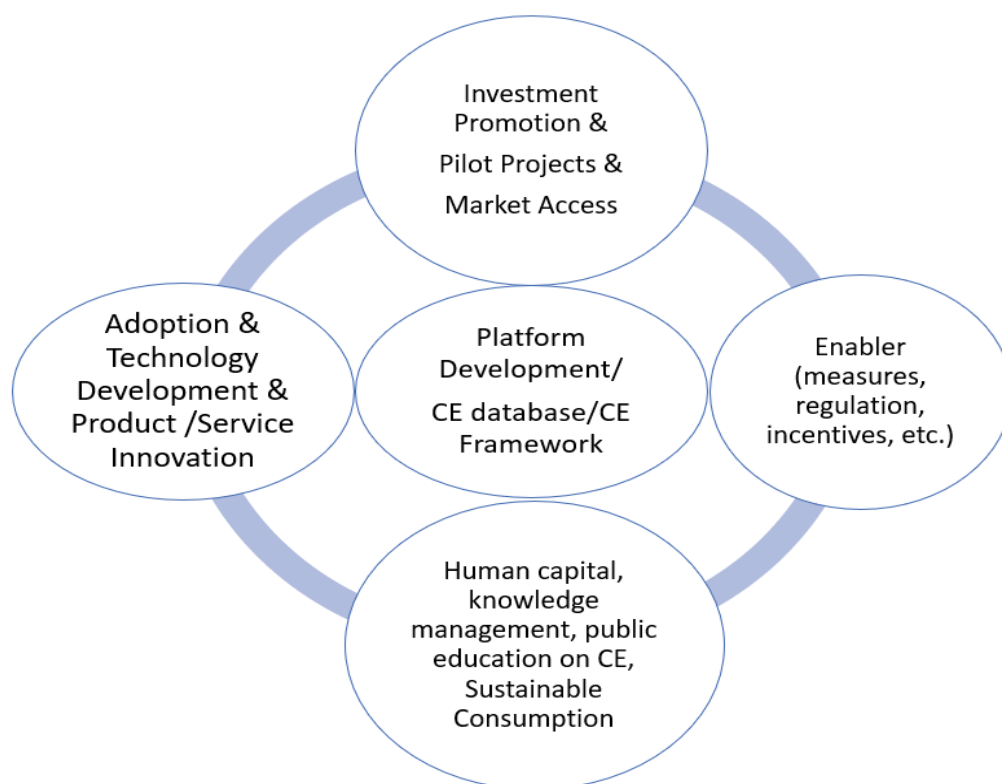 Investment
Promotion &
Pilot Projects &
Market Access
Adoption &
Technology
Development &
Product /Service
Innovation
Platform
Development/
CE database/CE
Framework
Enabler
(measures,
regulation,
incentives, etc.)
Human capital,
knowledge
management, public
education on CE,
Sustainable
Consumption